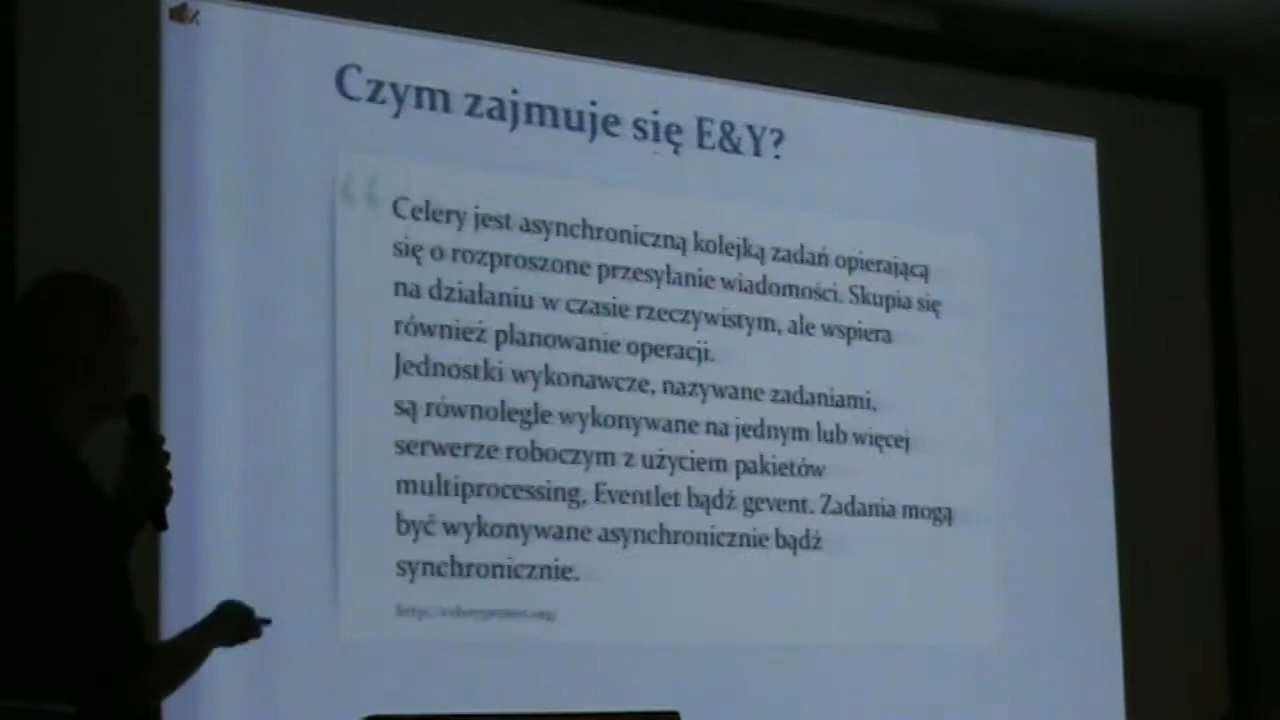 Czym zajmuje się E&Y?
Celery jest asynchroniczną kolejką zadań opierającą
się o rozproszone przesyłanie wiadomości. Skupia się
na działaniu w czasie rzeczywistym, ale wspiera
również planowanie operacji.
Jednostki wykonawcze, nazywane zadaniami,
są równolegle wykonywane na jednym lub więcej
serwerze roboczym z użyciem pakietów
multiprocessing, Eventlet bądź gevent. Zadania mogą
być wykonywane asynchronicznie bądź
synchronicznie.